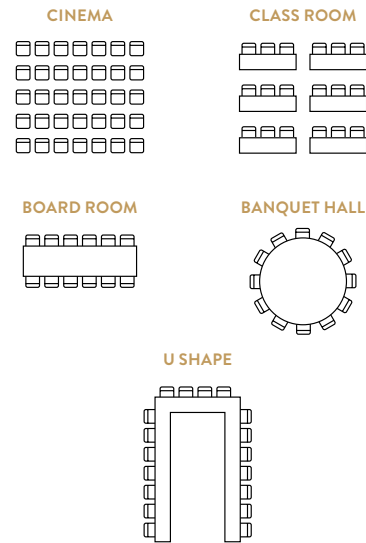 CINEMA
CLASS ROOM
BOARD ROOM
BANQUET HALL
U SHAPE